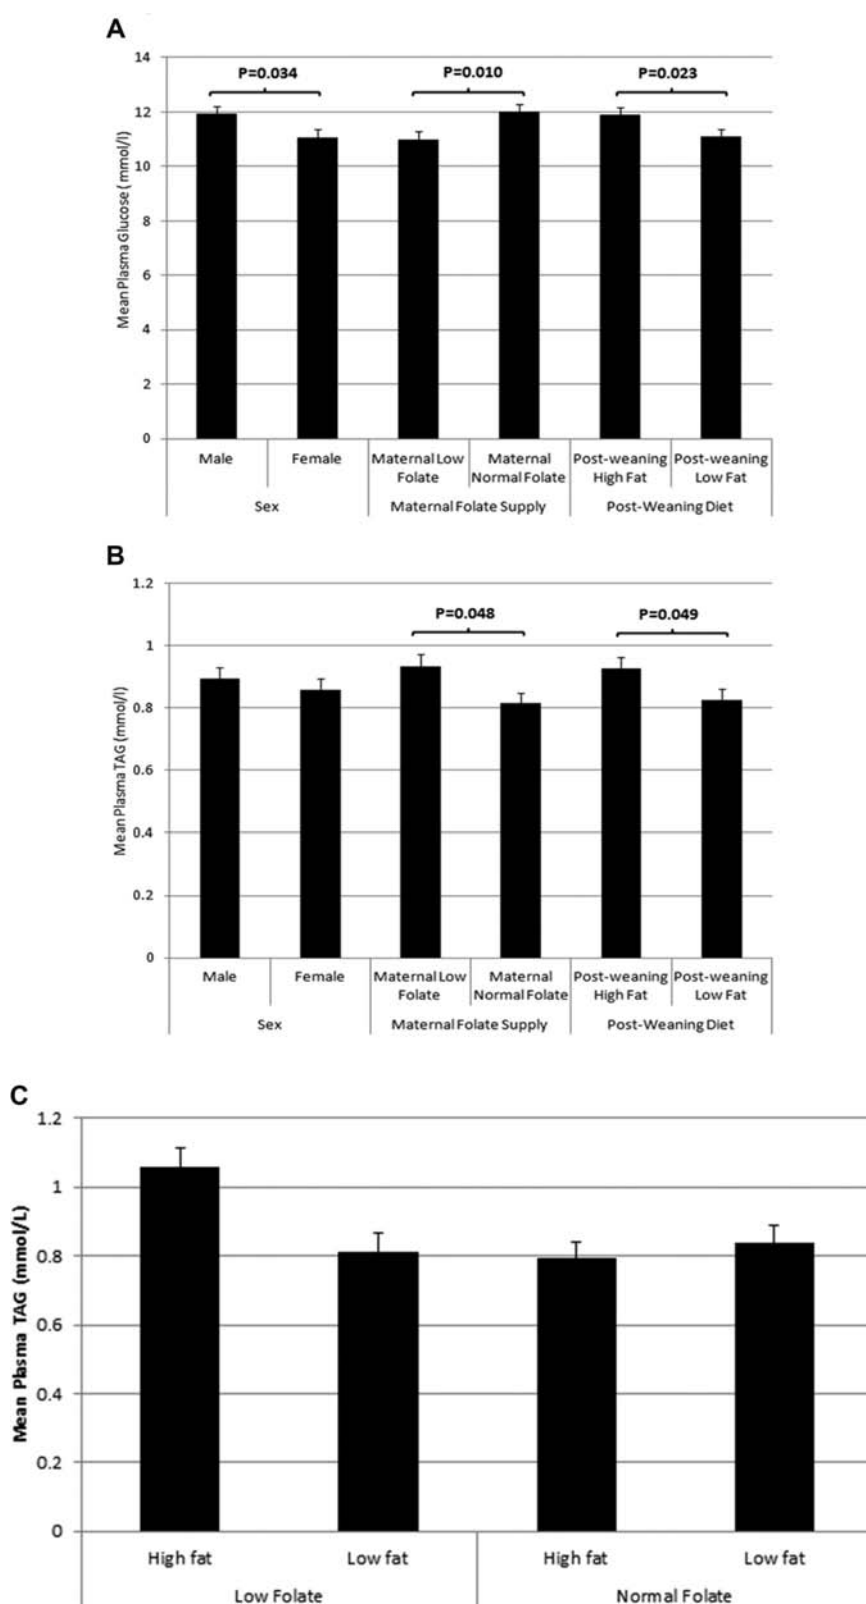 A
14
P=0.034
P=0.010
P=0.023
12
10
8
6
4
2
0
Mean Plasma Glucose ( mmol/l)
Male
Female
Maternal Low
Folate
Maternal
Normal Folate
Post-weaning
High Fat
Post-weaning
Low Fat
Sex
Maternal Folate Supply
Post-Weaning Diet
B
1.2
P=0.048
P=0.049
1
0.8
0.6
0.4
0.2
0
Mean Plasma TAG (mmol/l)
Male
Female
Maternal Low
Folate
Maternal
Normal Folate
Post-weaning
High Fat
Post-weaning
Low Fat
Sex
Maternal Folate Supply
Post-Weaning Diet
C
1.2
1
0.8
0.6
0.4
0.2
0
Mean Plasma TAG (mmol/L)
High fat
Low fat
High fat
Low fat
Low Folate
Normal Folate